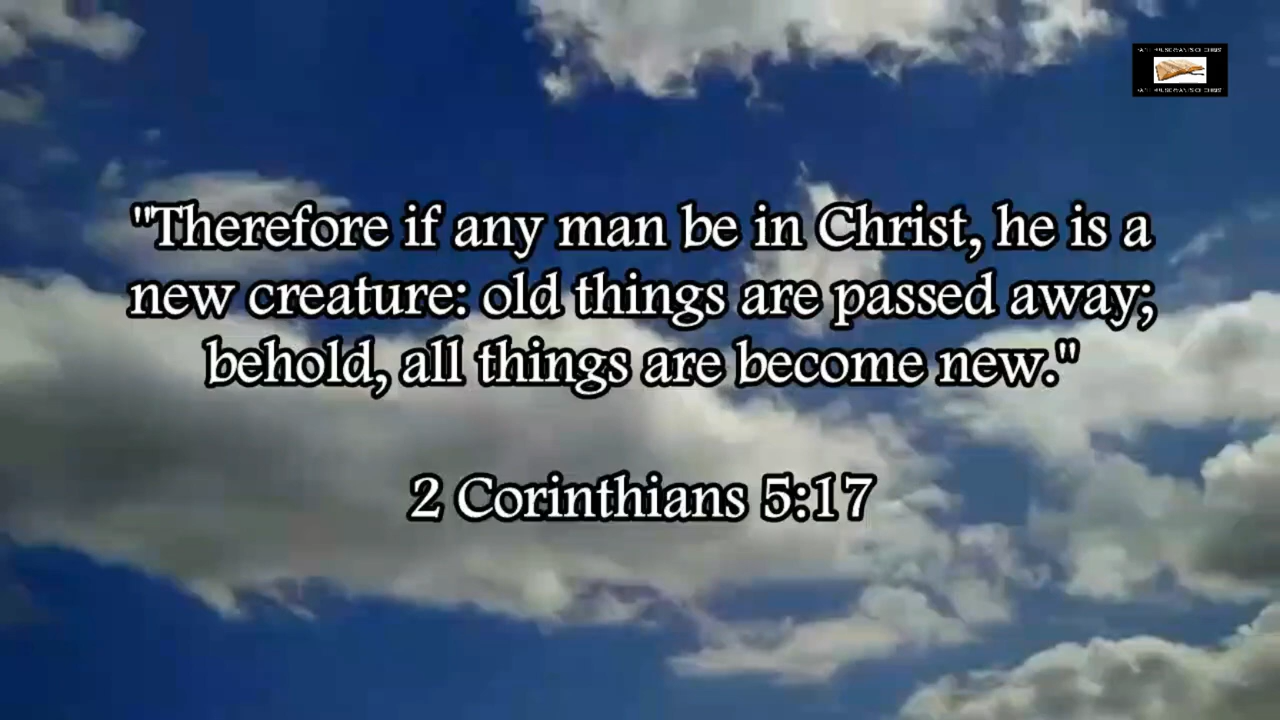 "Therefore if any man be in Christ, he is a
new creature: old things are passed away;
behold, all things are become new."
2 Corinthians 5:17